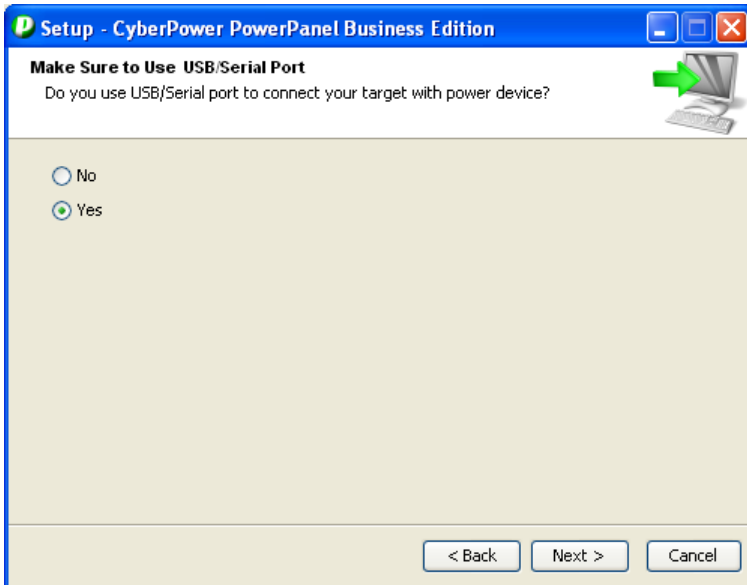 Setup - CyberPower PowerPanel Business Edition
Make Sure to Use USB/Serial Port
Do you use USB/Serial port to connect your target with power device?
No
Yes
< Back Next > Cancel